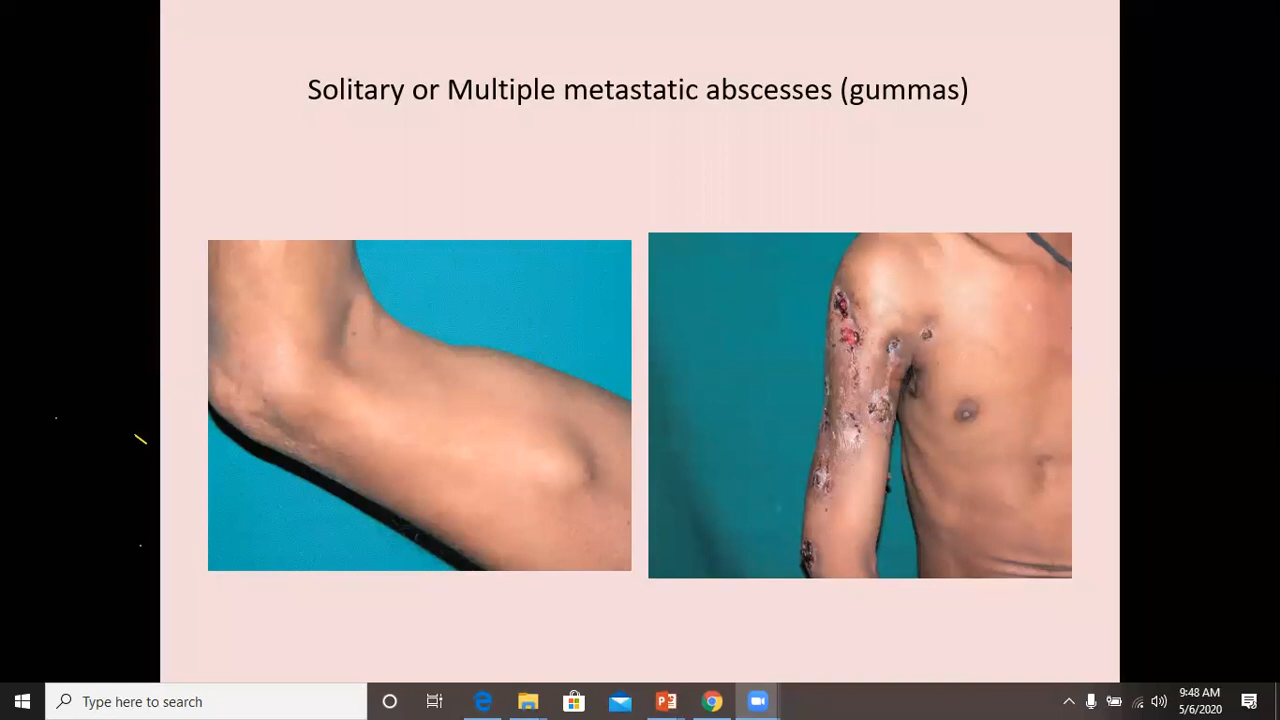 Solitary or Multiple metastatic abscesses (gummas)
Type here to search
9:48 AM
5/6/2020